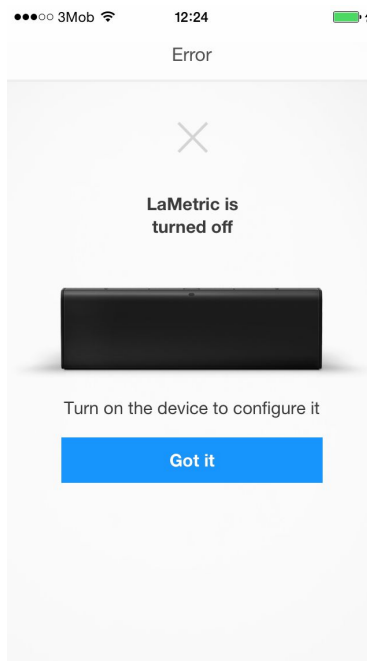 3Mob 12:24
Error
LaMetric is
turned off
Turn on the device to configure it
Got it